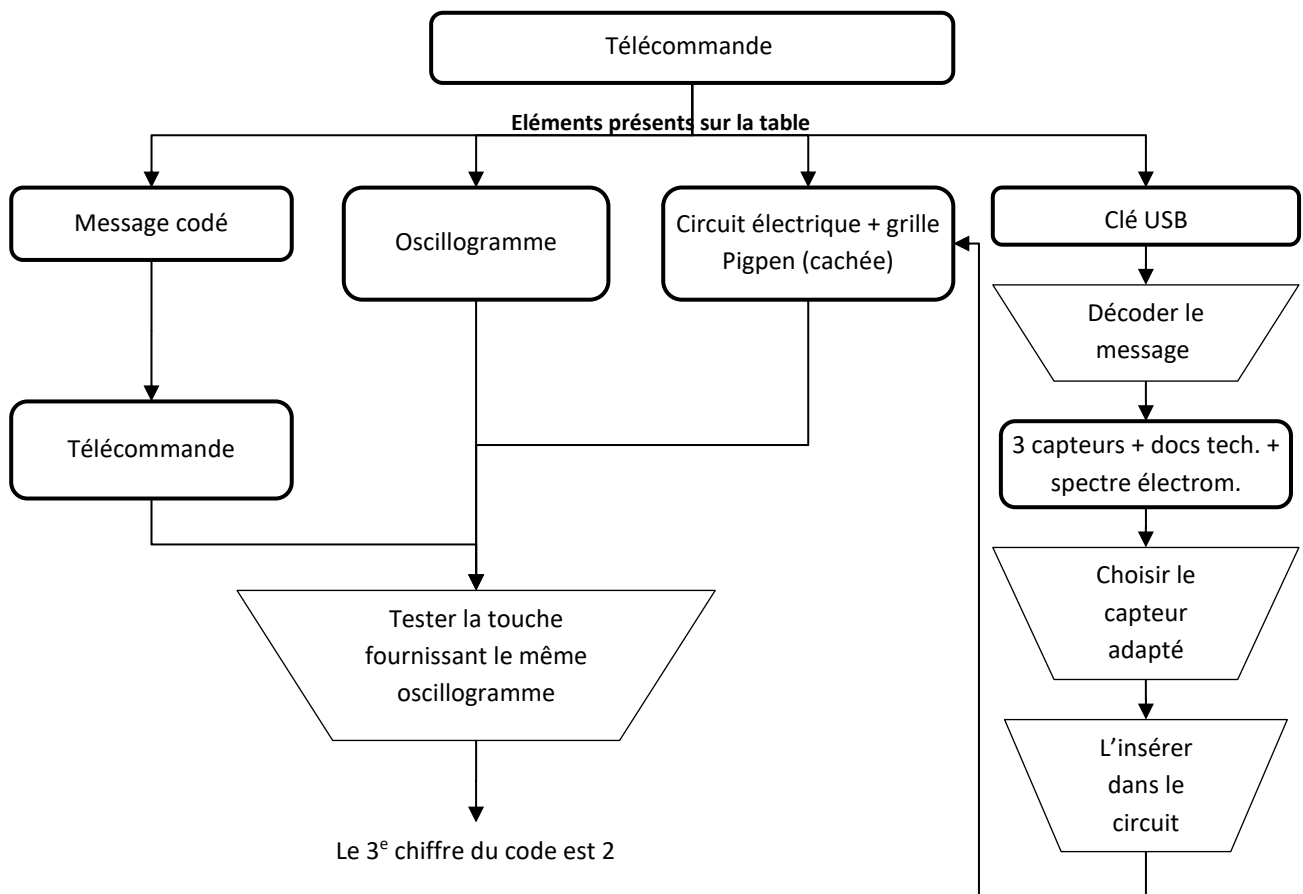 Télécommande
Eléments présents sur la table
Message codé
Oscillogramme
Circuit électrique + grille
Pigpen (cachée)
Clé USB
Décoder le
message
Télécommande
3 capteurs + docs tech. +
spectre électrom.
Choisir le
capteur
adapté
Tester la touche
fournissant le même
oscillogramme
L’insérer
dans le
circuit
Le 3e chiffre du code est 2